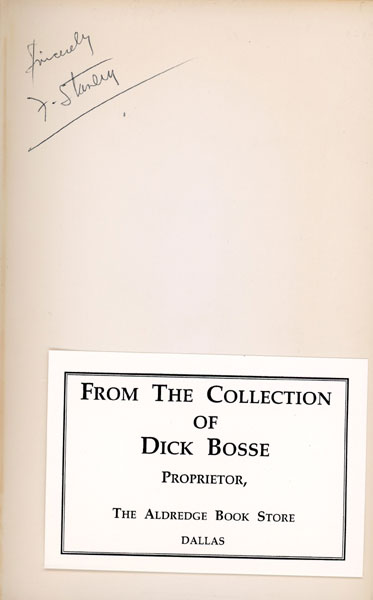 Sincerely
F. Stanley
FROM THE COLLECTION
OF
DICK BOSSE
PROPRIETOR,
THE ALDREDGE BOOK STORE
DALLAS